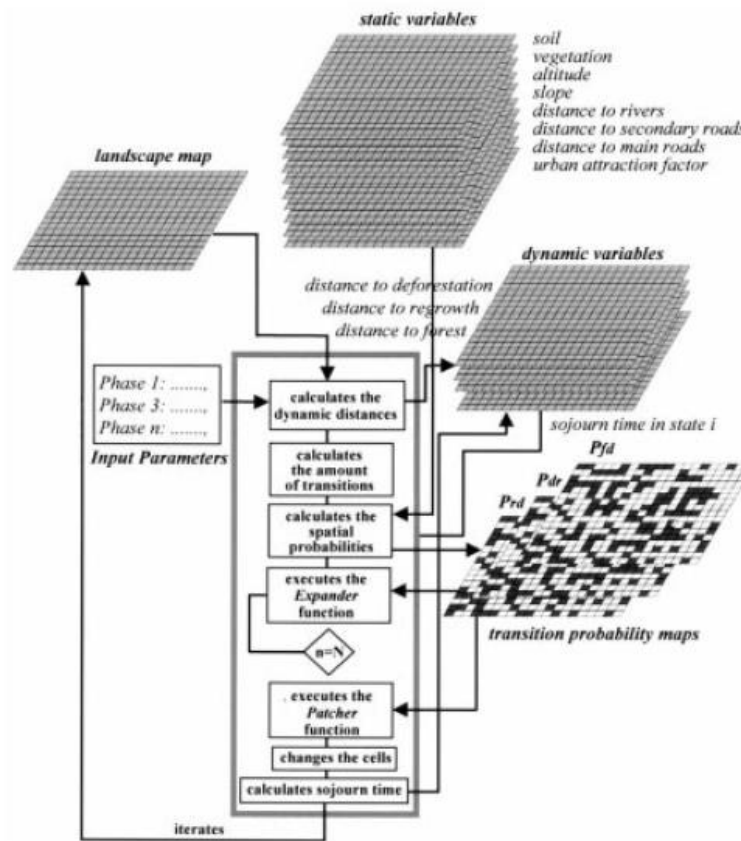 static variables
soil
vegetation
altitude
slope
distance to rivers
distance to secondary roads
distance to main roads
urban attraction factor
landscape map
dynamic variables
distance to deforestation
distance to regrowth
distance to forest
Phase 1: .......,
Phase 3: .......,
Phase n: .......,
Input Parameters
calculates the
dynamic distances
sojourn time in state i
calculates
the amount
of transitions
Pfd
Pdr
Prd
calculates the
spatial
probabilities
executes the
Expander
function
transition probability maps
n=N
. executes the
Patcher
function
changes the cells
calculates sojourn time
iterates